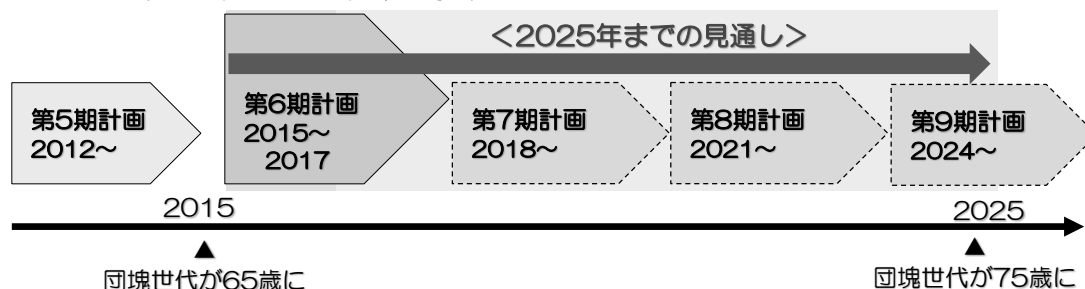 ＜2025年までの見通し＞
第5期計画
2012～
第6期計画
2015～
2017
第7期計画
2018～
第8期計画
2021～
第9期計画
2024～
2015
2025
▲
▲
団塊世代が65歳に
団塊世代が75歳に